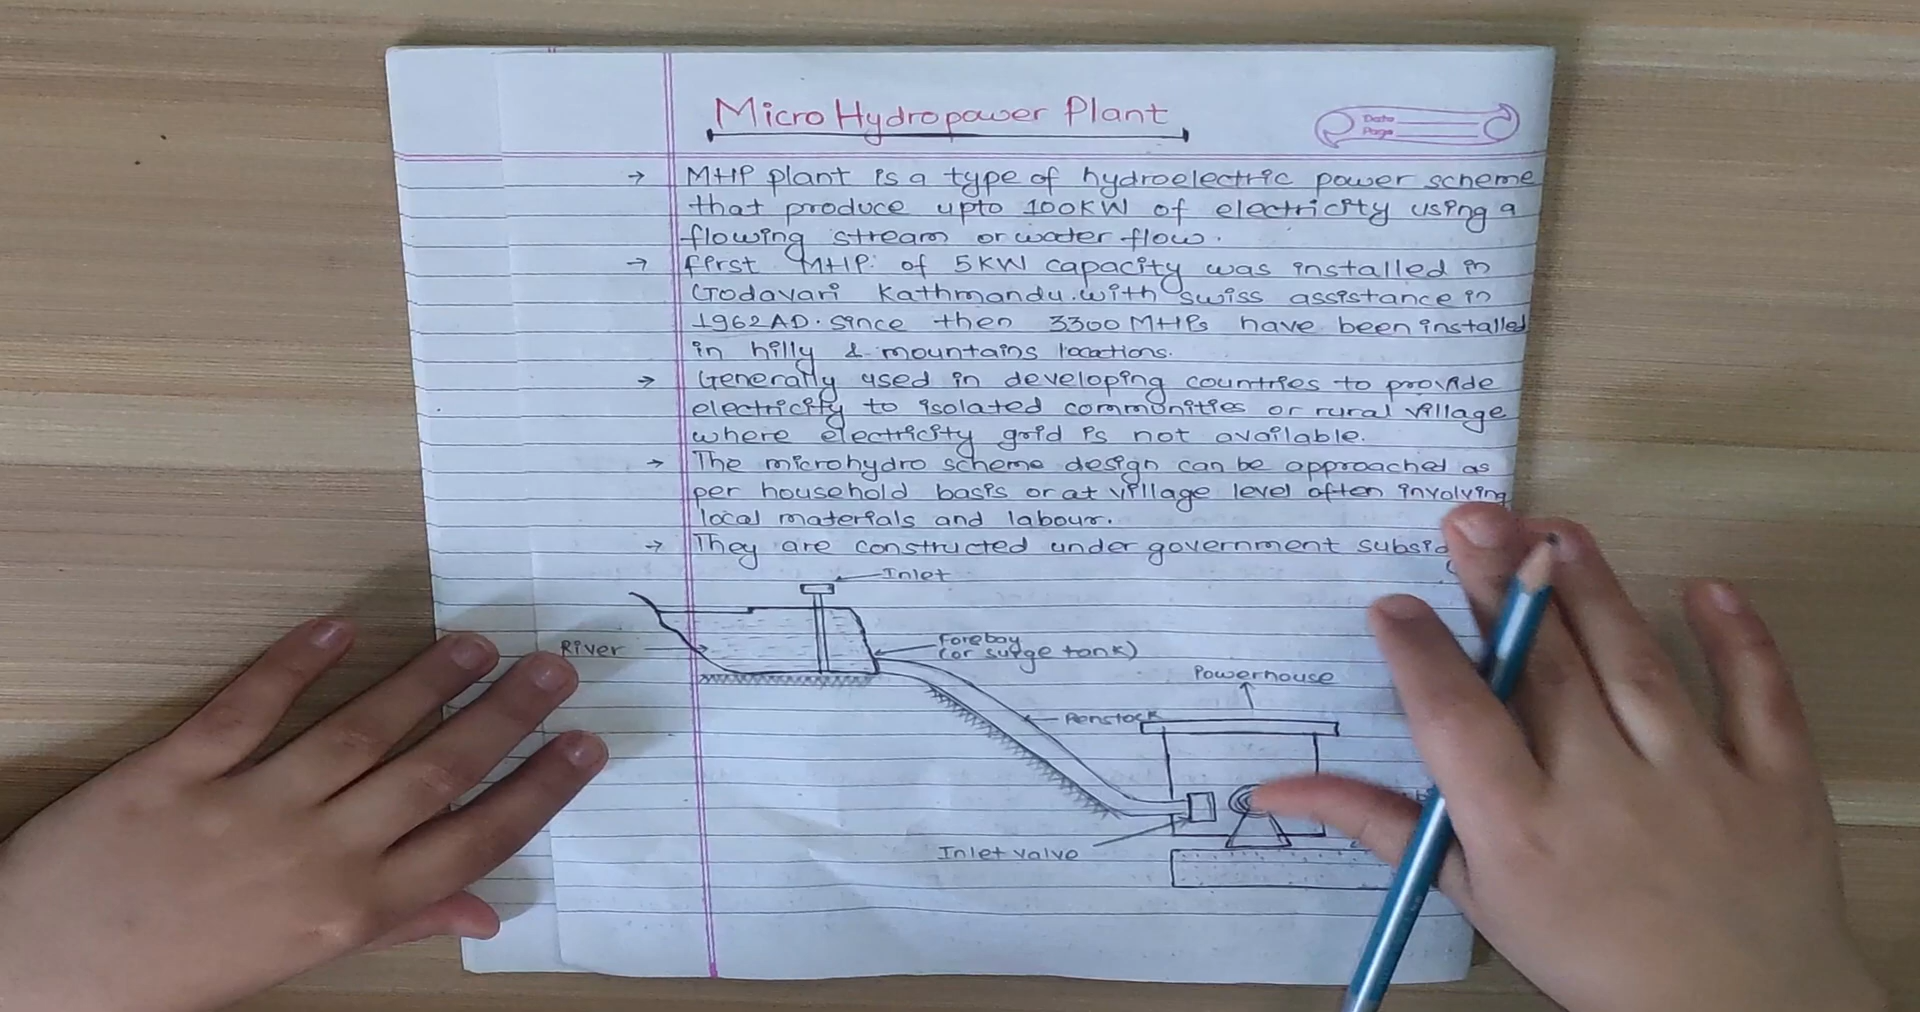 Micro Hydropower Plant
Date
Page
→ MHP plant is a type of hydroelectric power scheme
that produce upto 100KW of electricity using a
flowing stream or water flow.
→ first MHP. of 5KW capacity was installed in
Godavari Kathmandu.with swiss assistance in
1962AD. since then 3300 MHPs have been installed
in hilly & mountains locactions.
→ Generally used in developing countries to provide
electricity to isolated communities or rural village
where electricity grid is not available.
→ The microhydro scheme design can be approached as
per household basis or at village level often involving
local materials and labour.
→ They are constructed under government
Inlet
River
Forebay
(or surge tank)
Powerhouse
Penstock
Inlet valve